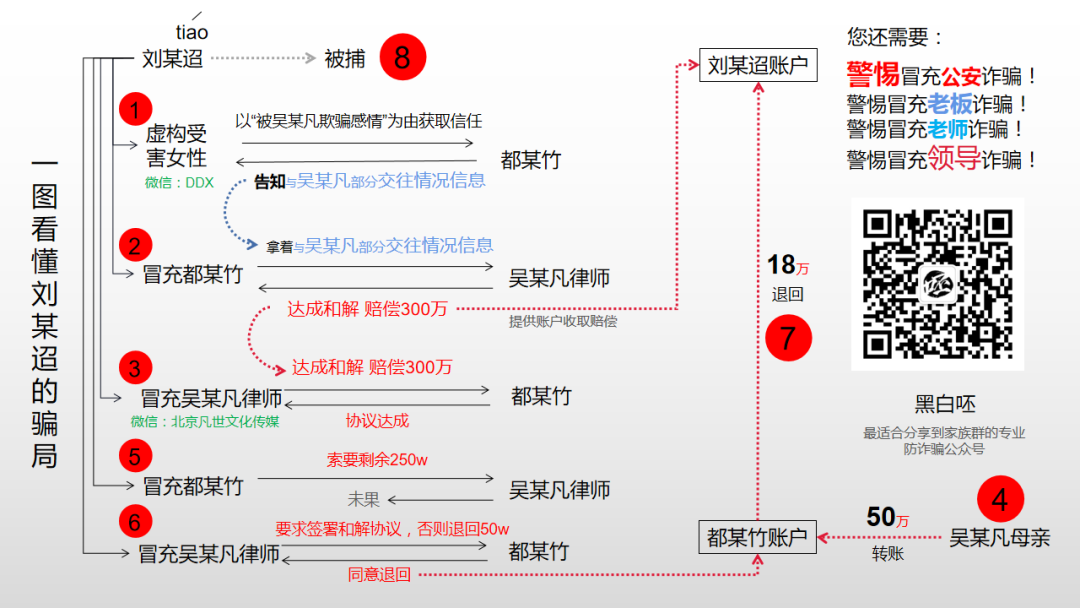 一图看懂刘某迢的骗局
tiao
刘某迢
被捕
8
1
虚构受
害女性
微信：DDX
以“被吴某凡欺骗感情”为由获取信任
都某竹
告知与吴某凡部分交往情况信息
2
冒充都某竹
拿着与吴某凡部分交往情况信息
吴某凡律师
达成和解 赔偿300万
提供账户收取赔偿
3
冒充吴某凡律师
微信：北京凡世文化传媒
达成和解 赔偿300万
都某竹
协议达成
5
冒充都某竹
索要剩余250w
吴某凡律师
未果
6
冒充吴某凡律师
要求签署和解协议，否则退回50w
都某竹
同意退回
刘某迢账户
18万
退回
7
都某竹账户
50万
转账
4
吴某凡母亲
您还需要：
警惕冒充公安诈骗！
警惕冒充老板诈骗！
警惕冒充老师诈骗！
警惕冒充领导诈骗！
黑白呸
最适合分享到家族群的专业
防诈骗公众号